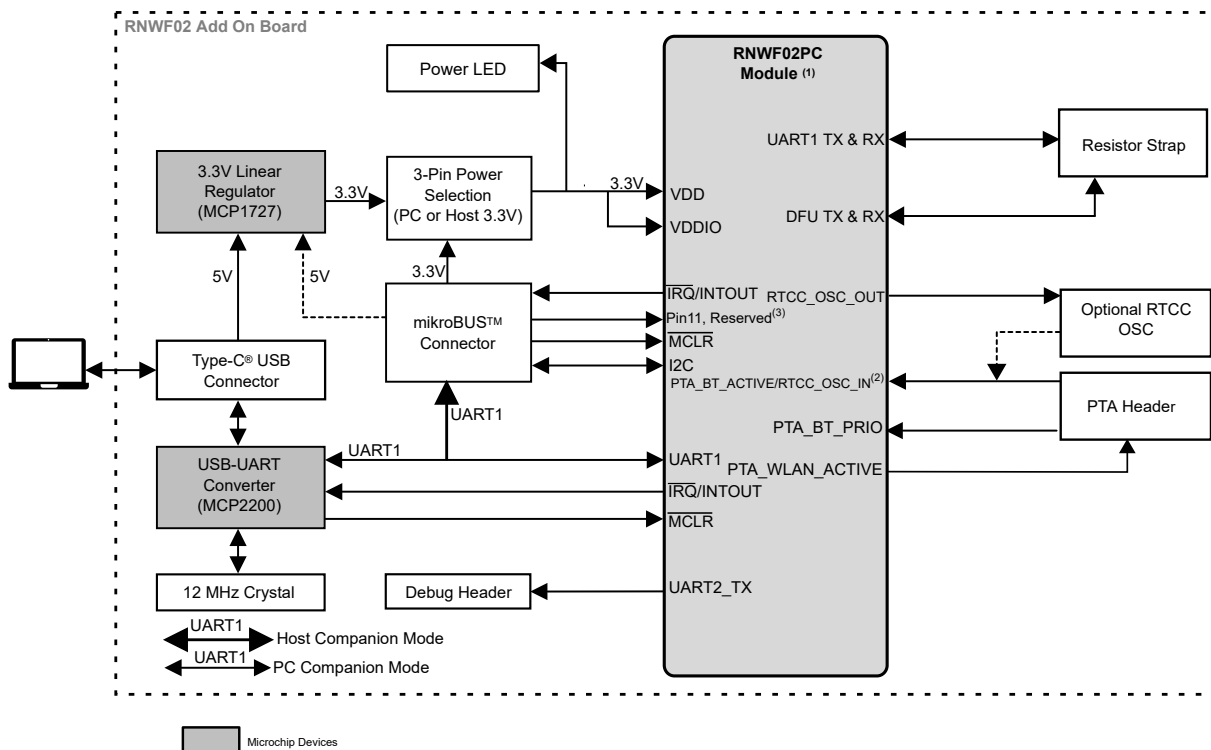 RNWF02 Add On Board
Power LED
RNWF02PC
Module (1)
3.3V Linear
Regulator
(MCP1727)
3.3V
3-Pin Power
Selection
(PC or Host 3.3V)
3.3V
VDD
VDDIO
UART1 TX & RX
Resistor Strap
DFU TX & RX
5V
5V
3.3V
mikroBUS™
Connector
IRQ/INTOUT
RTCC_OSC_OUT
Pin11, Reserved(3)
MCLR
I2C
PTA_BT_ACTIVE/RTCC_OSC_IN(2)
Optional RTCC
OSC
Type-C® USB
Connector
UART1
PTA_BT_PRIO
PTA Header
USB-UART
Converter
(MCP2200)
UART1
UART1
PTA_WLAN_ACTIVE
IRQ/INTOUT
MCLR
12 MHz Crystal
Debug Header
UART2_TX
UART1
Host Companion Mode
UART1
PC Companion Mode
Microchip Devices